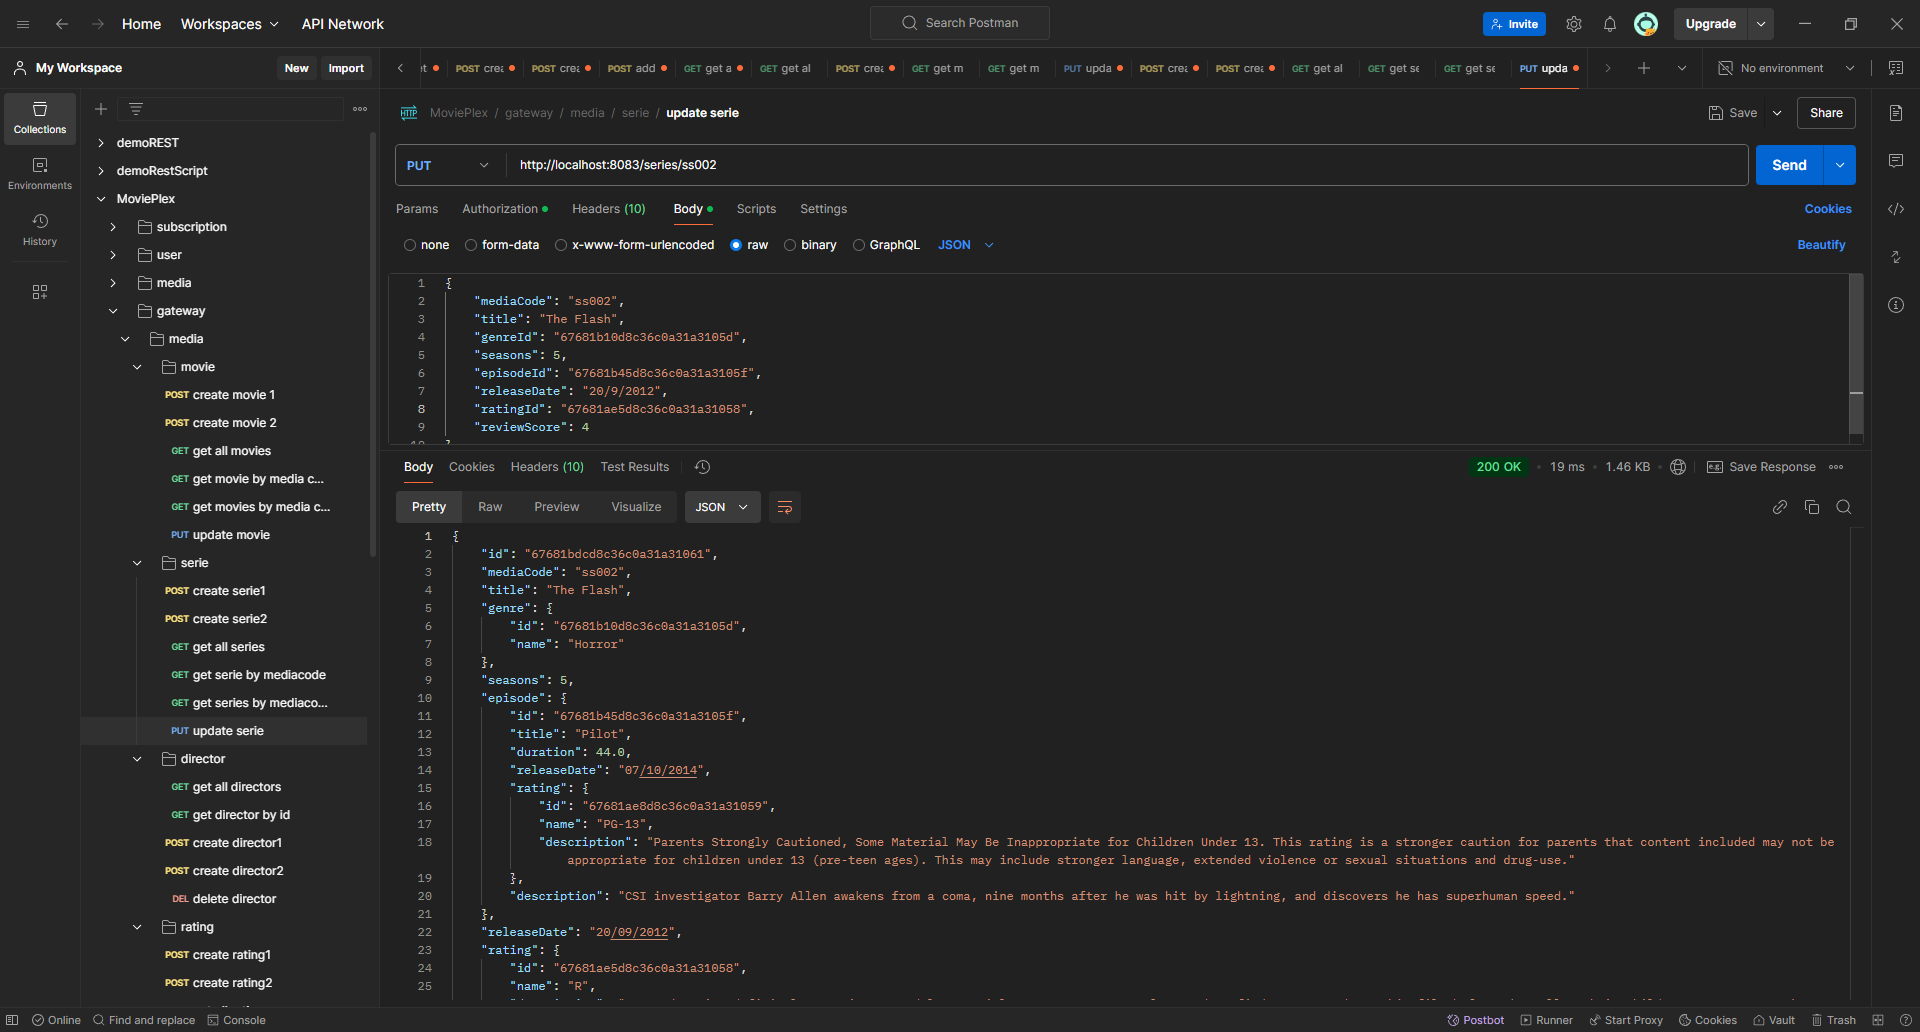 Home
Workspaces
API Network
Search Postman
Invite
Upgrade
My Workspace
New
Import
POST
POST
POST add
GET get a
GET get al
POST
GET get m
GET get m
PUT upda
POST
POST
GET get al
GET get
GET get
PUT upda
No environment
Collections
Environments
History
demoREST
demoRestScript
MoviePlex
subscription
user
media
gateway
media
movie
POST create movie 1
POST create movie 2
GET get all movies
GET get movie by media c...
GET get movies by media c...
PUT update movie
serie
POST create serie1
POST create serie2
GET get all series
GET get serie by mediacode
GET get series by mediaco...
PUT update serie
director
GET get all directors
GET get director by id
POST create director1
POST create director2
DEL delete director
rating
POST create rating1
POST create rating2
HTTP MoviePlex / gateway / media / serie / update serie
Save
Share
PUT
http://localhost:8083/series/ss002
Send
Params
Authorization
Headers (10)
Body
Scripts
Settings
Cookies
none
form-data
x-www-form-urlencoded
raw
binary
GraphQL
JSON
Beautify
1 {
2 "mediaCode": "ss002",
3 "title": "The Flash",
4 "genreId": "67681b10d8c36c0a31a3105d",
5 "seasons": 5,
6 "episodeId": "67681b45d8c36c0a31a3105f",
7 "releaseDate": "20/9/2012",
8 "ratingId": "67681ae5d8c36c0a31a31058",
9 "reviewScore": 4
10 }
Body
Cookies
Headers (10)
Test Results
200 OK
19 ms
1.46 KB
Save Response
Pretty
Raw
Preview
Visualize
JSON
1 {
2 "id": "67681bdcd8c36c0a31a31061",
3 "mediaCode": "ss002",
4 "title": "The Flash",
5 "genre": {
6 "id": "67681b10d8c36c0a31a3105d",
7 "name": "Horror"
8 },
9 "seasons": 5,
10 "episode": {
11 "id": "67681b45d8c36c0a31a3105f",
12 "title": "Pilot",
13 "duration": 44.0,
14 "releaseDate": "07/10/2014",
15 "rating": {
16 "id": "67681ae8d8c36c0a31a31059",
17 "name": "PG-13",
18 "description": "Parents Strongly Cautioned, Some Material May Be Inappropriate for Children Under 13. This rating is a stronger caution for parents that content included may not be
appropriate for children under 13 (pre-teen ages). This may include stronger language, extended violence or sexual situations and drug-use."
19 },
20 "description": "CSI investigator Barry Allen awakens from a coma, nine months after he was hit by lightning, and discovers he has superhuman speed."
21 },
22 "releaseDate": "20/09/2012",
23 "rating": {
24 "id": "67681ae5d8c36c0a31a31058",
25 "name": "R",
Online
Find and replace
Console
Postbot
Runner
Start Proxy
Cookies
Vault
Trash